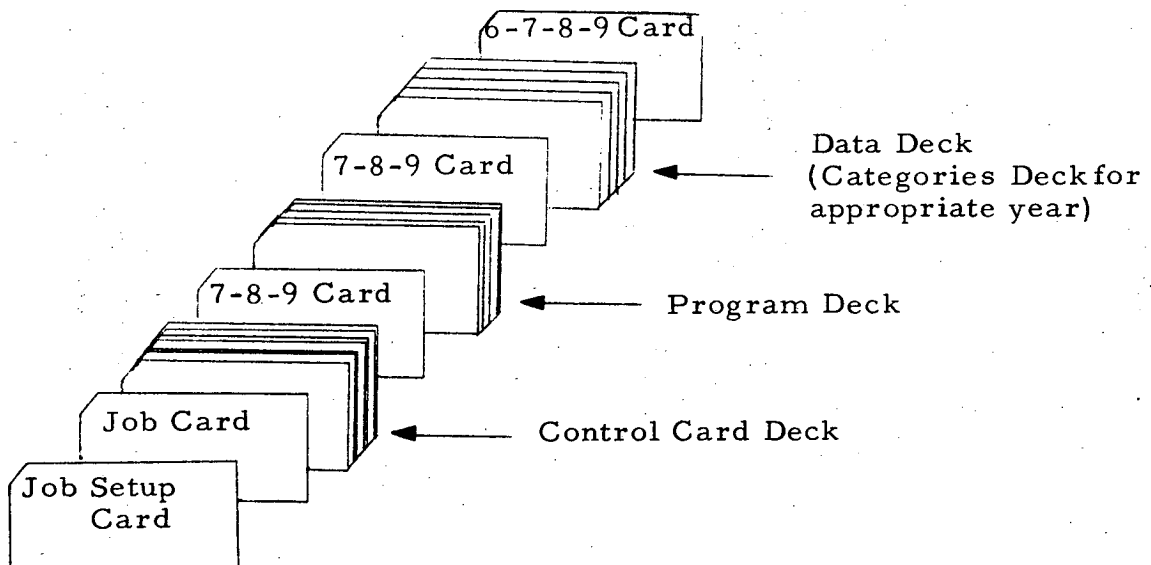 6-7-8-9 Card
Data Deck
(Categories Deck for
appropriate year)
7-8-9 Card
Program Deck
7-8-9 Card
Control Card Deck
Job Card
Job Setup
Card